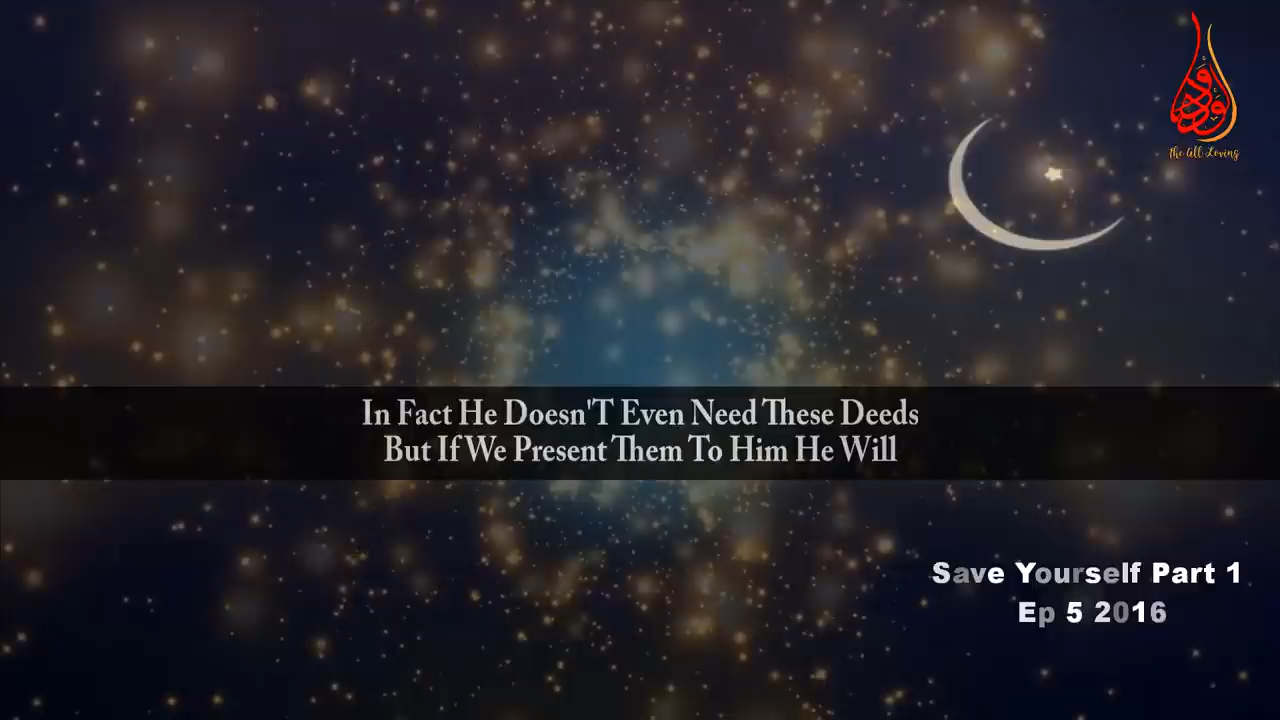 الودود
The All Loving
In Fact He Doesn'T Even Need These Deeds
But If We Present Them To Him He Will
Save Yourself Part 1
Ep 5 2016